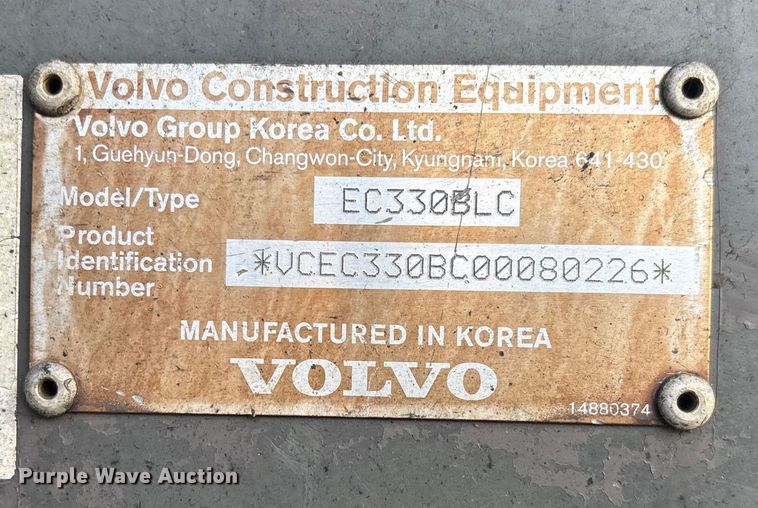 Volvo Construction Equipment
Volvo Group Korea Co. Ltd.
1, Guehyun-Dong, Changwon-City, Kyungnam, Korea 641-430
Model/Type EC330BLC
Product
Identification
Number
*VCEC330BC00080226*
MANUFACTURED IN KOREA
VOLVO
14880374
Purple Wave Auction